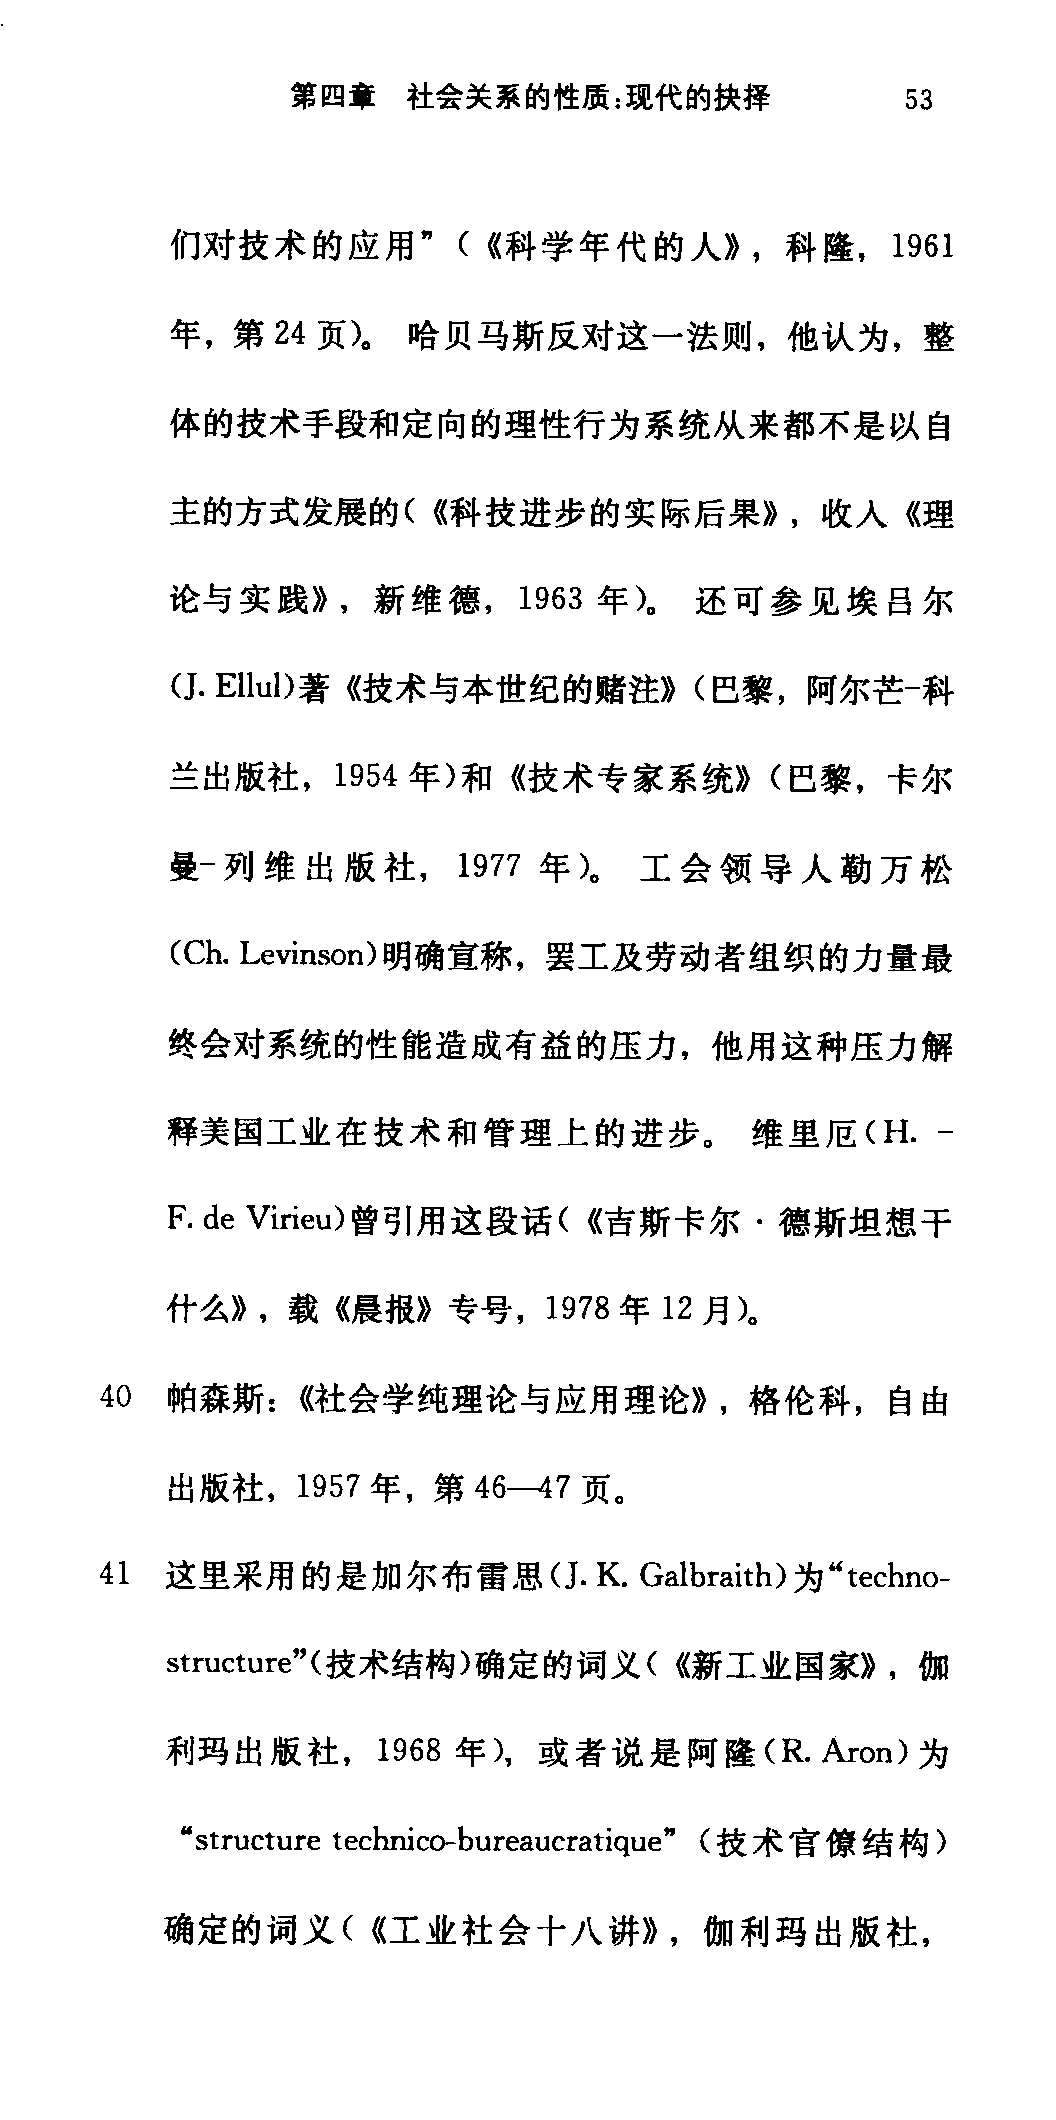 第四章　社会关系的性质:现代的抉择　53
们对技术的应用”（《科学年代的人》，科隆，1961
年，第 24 页）。 哈贝马斯反对这一法则，他认为，整
体的技术手段和定向的理性行为系统从来都不是以自
主的方式发展的（《科技进步的实际后果》，收入《理
论与实践》，新维德，1963 年）。 还可参见埃吕尔
(J. Ellul)著《技术与本世纪的赌注》（巴黎，阿尔芒-科
兰出版社，1954 年)和《技术专家系统》（巴黎，卡尔
曼-列维出版社，1977 年）。 工会领导人勒万松
(Ch. Levinson)明确宣称，罢工及劳动者组织的力量最
终会对系统的性能造成有益的压力，他用这种压力解
释美国工业在技术和管理上的进步。 维里厄(H. -
F. de Virieu)曾引用这段话（《吉斯卡尔·德斯坦想干
什么》，载《晨报》专号，1978 年 12 月）。
40　帕森斯：《社会学纯理论与应用理论》，格伦科，自由
出版社，1957 年，第 46—47 页。
41　这里采用的是加尔布雷思(J. K. Galbraith)为“techno-
structure”(技术结构)确定的词义（《新工业国家》，伽
利玛出版社，1968 年），或者说是阿隆(R. Aron)为
“structure technico-bureaucratique”（技术官僚结构）
确定的词义（《工业社会十八讲》，伽利玛出版社，